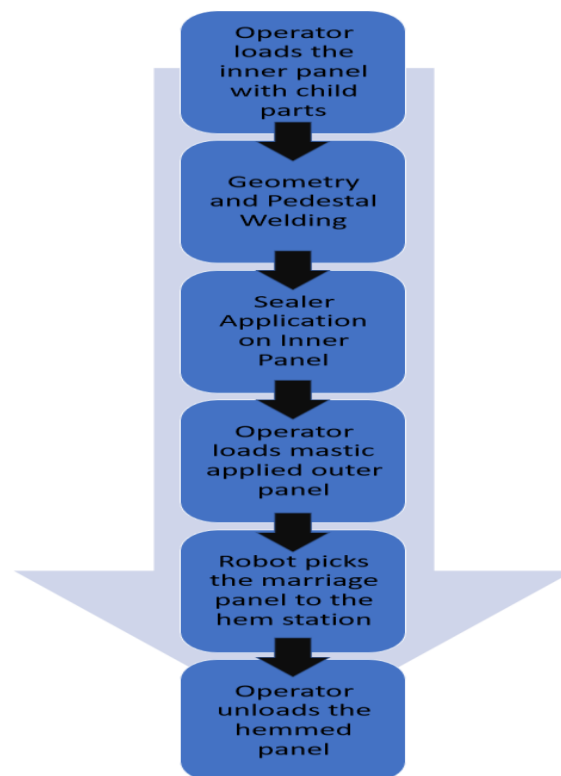 Operator
loads the
inner panel
with child
parts
Geometry
and Pedestal
Welding
Sealer
Application
on Inner
Panel
Operator
loads mastic
applied outer
panel
Robot picks
the marriage
panel to the
hem station
Operator
unloads the
hemmed
panel